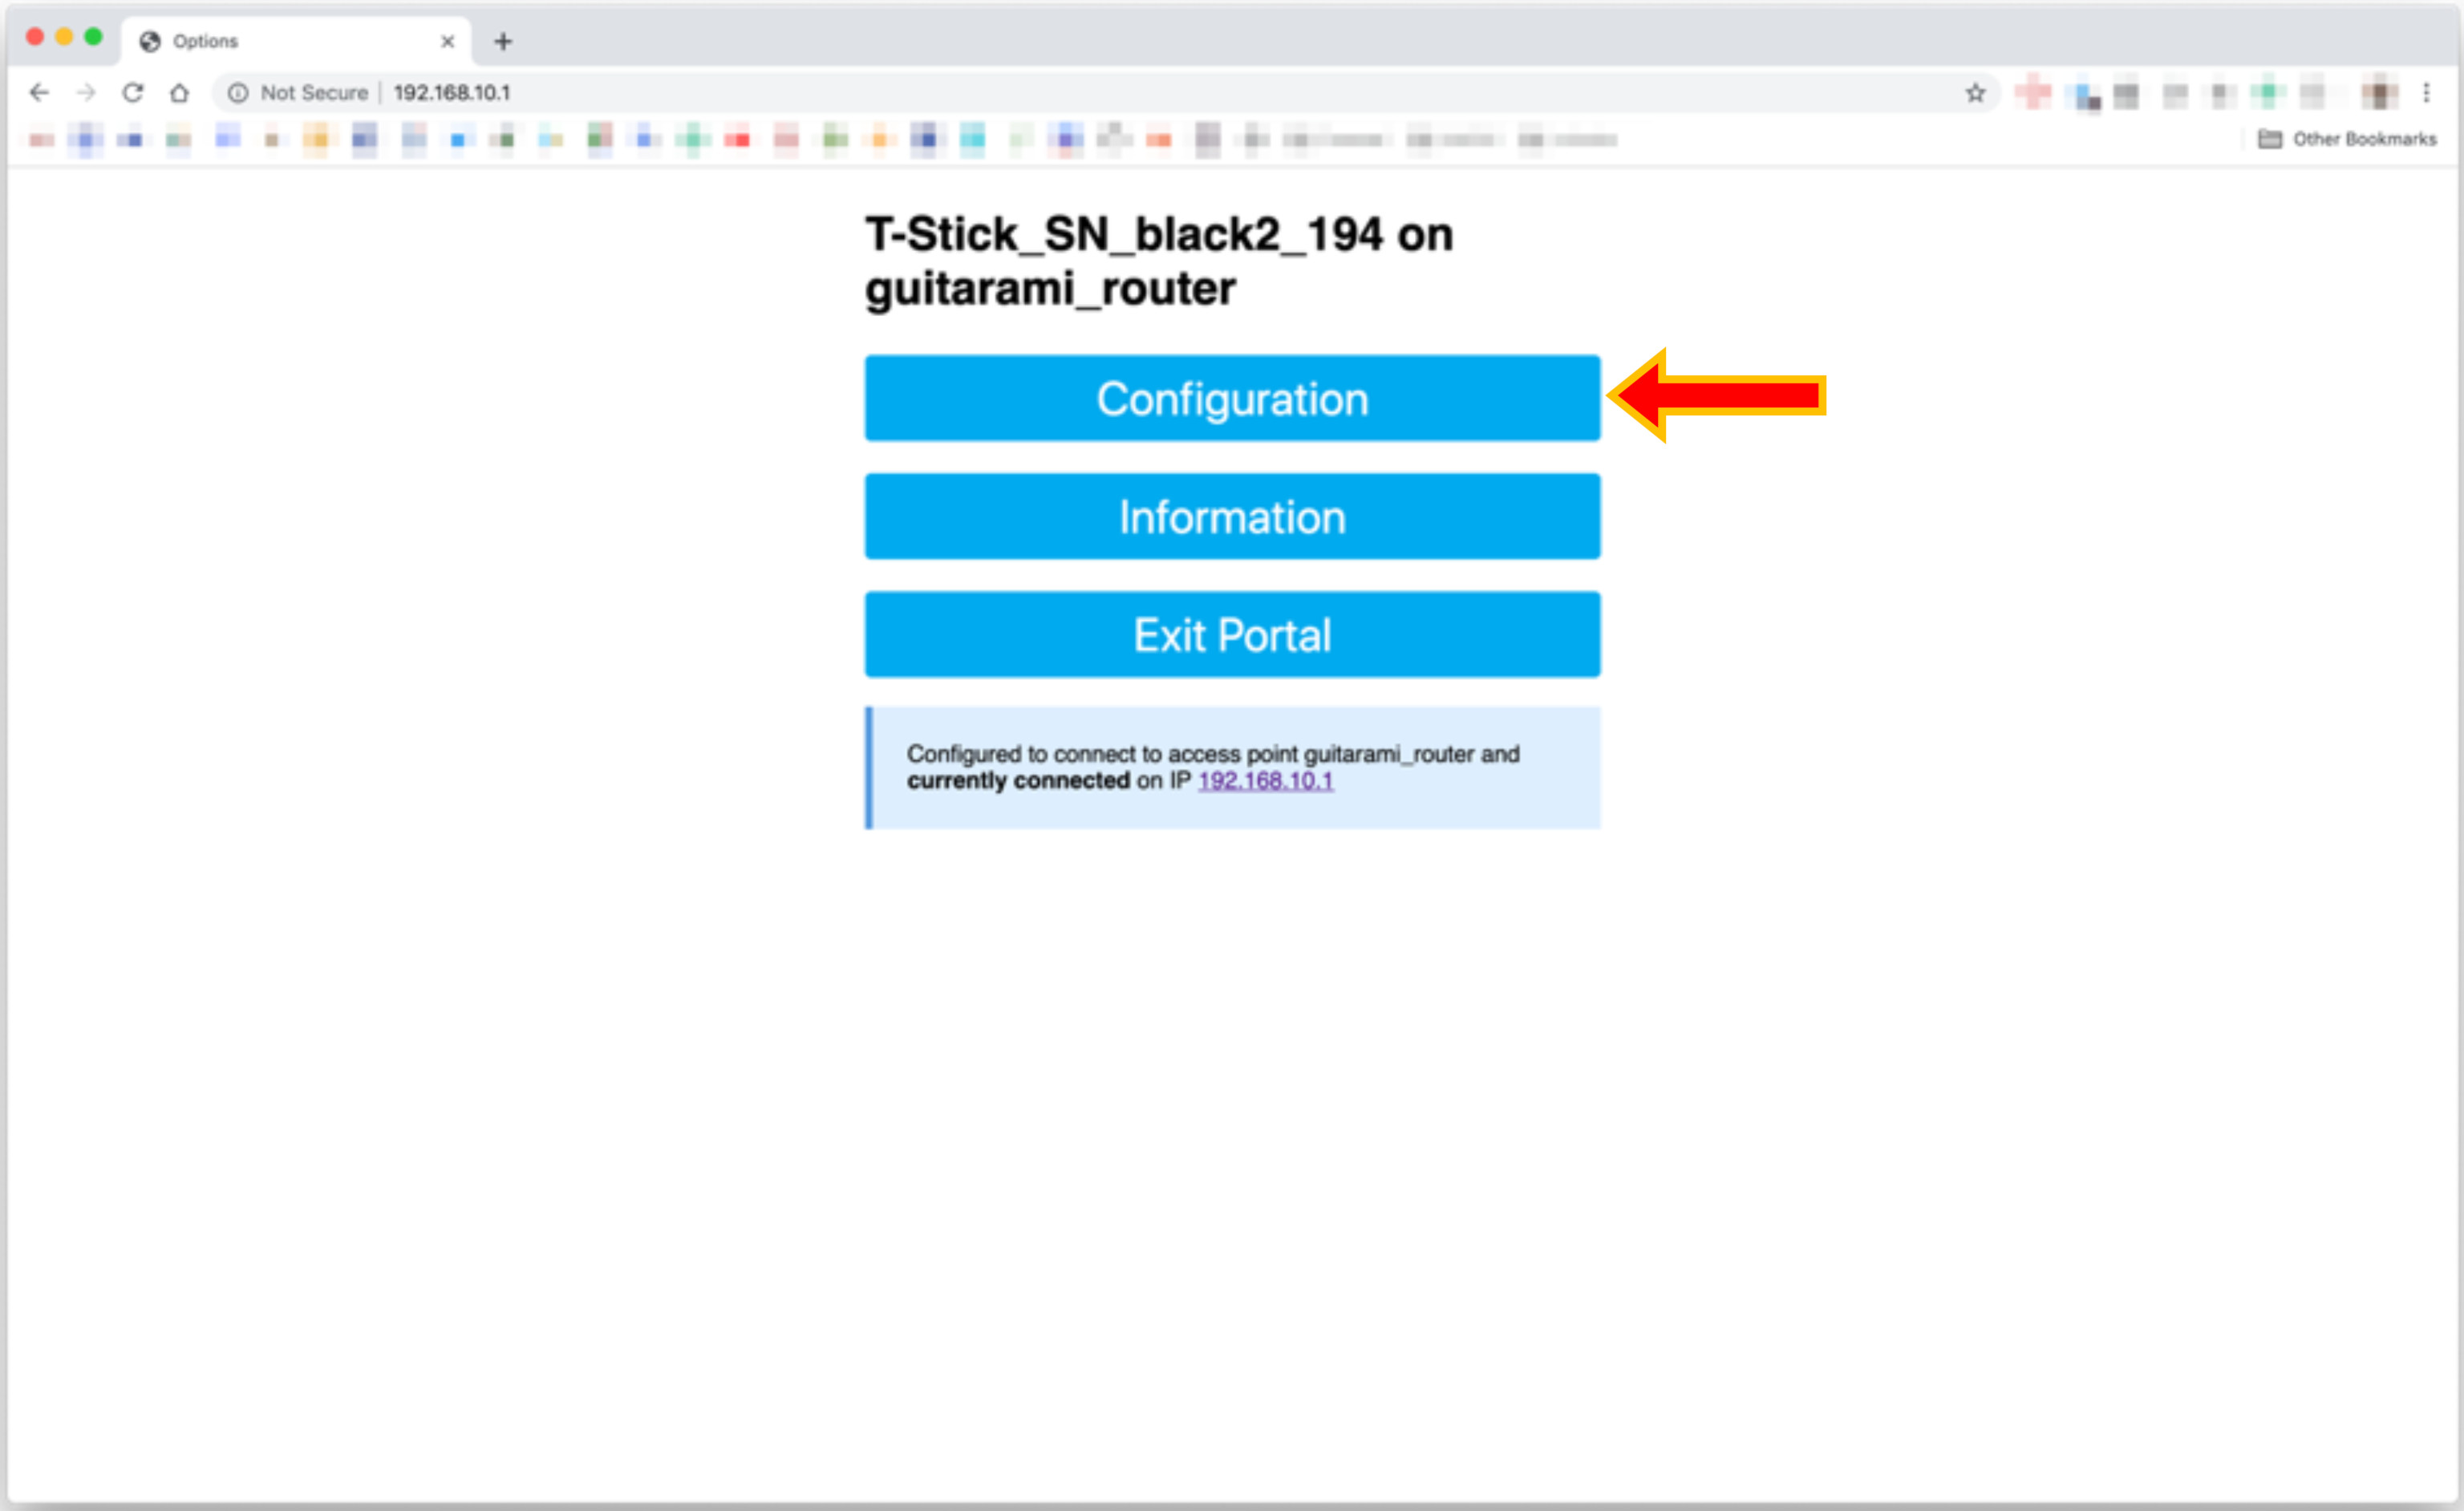 Options
Not Secure | 192.168.10.1
Other Bookmarks
T-Stick_SN_black2_194 on
guitarami_router
Configuration
Information
Exit Portal
Configured to connect to access point guitarami_router and
currently connected on IP 192.168.10.1